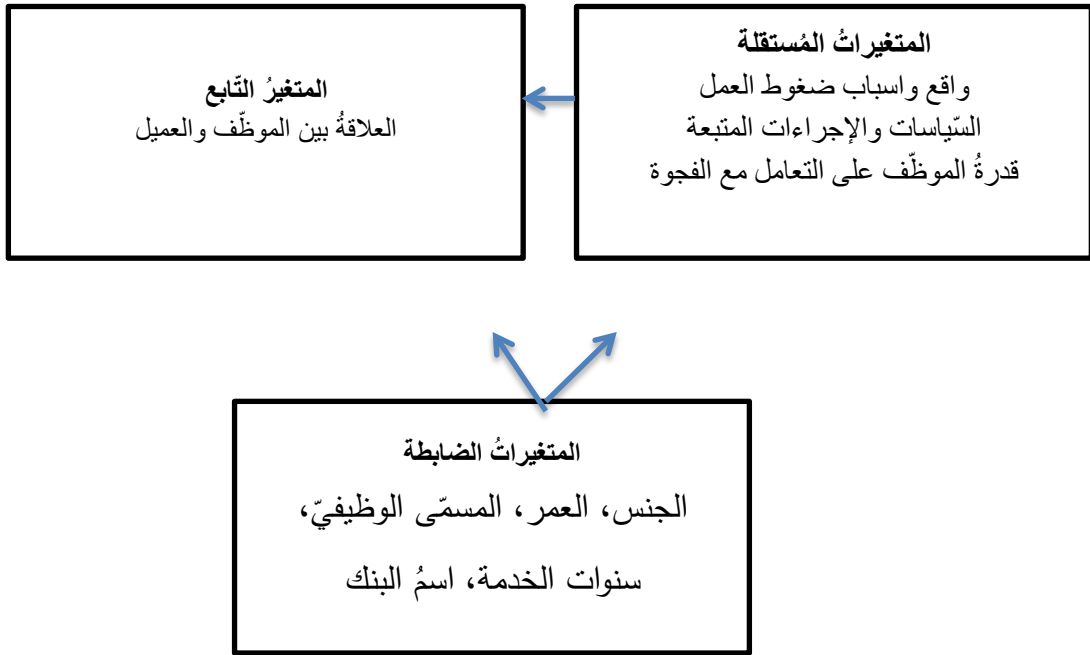 المتغيراتُ المُستقلة
واقع واسباب ضغوط العمل
السّياسات والإجراءات المتبعة
قدرةُ الموظّف على التعامل مع الفجوة
المتغيرُ التّابع
العلاقةُ بين الموظّف والعميل
المتغيراتُ الضابطة
الجنس، العمر، المسمّى الوظيفيّ،
سنوات الخدمة، اسمُ البنك